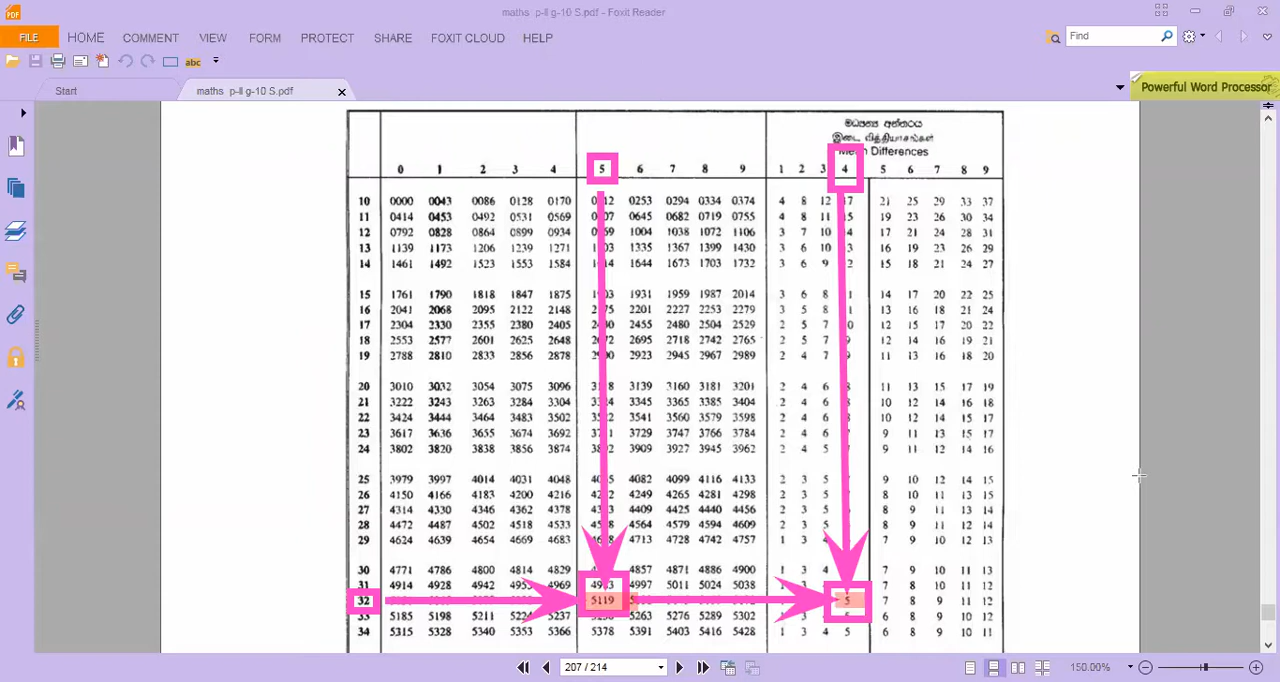 maths p-ll g-10 S.pdf - Foxit Reader
FILE HOME COMMENT VIEW FORM PROTECT SHARE FOXIT CLOUD HELP
Find
abc
Start maths p-ll g-10 S.pdf
Powerful Word Processor
මධ්‍යන්‍ය අන්තරය
இடை வித்தியாசங்கள்
Differences
0 1 2 3 4 5 6 7 8 9 1 2 3 4 5 6 7 8 9
10 0000 0043 0086 0128 0170 0253 0294 0334 0374 4 8 12 21 25 29 33 37
11 0414 0453 0492 0531 0569 0645 0682 0719 0755 4 8 11 19 23 26 30 34
12 0792 0828 0864 0899 0934 1004 1038 1072 1106 3 7 10 17 21 24 28 31
13 1139 1173 1206 1239 1271 1335 1367 1399 1430 3 6 10 16 19 23 26 29
14 1461 1492 1523 1553 1584 1644 1673 1703 1732 3 6 9 15 18 21 24 27
15 1761 1790 1818 1847 1875 1931 1959 1987 2014 3 6 8 14 17 20 22 25
16 2041 2068 2095 2122 2148 2201 2227 2253 2279 3 5 8 13 16 18 21 24
17 2304 2330 2355 2380 2405 2455 2480 2504 2529 2 5 7 12 15 17 20 22
18 2553 2577 2601 2625 2648 2695 2718 2742 2765 2 5 7 12 14 16 19 21
19 2788 2810 2833 2856 2878 2923 2945 2967 2989 2 4 7 11 13 16 18 20
20 3010 3032 3054 3075 3096 3139 3160 3181 3201 2 4 6 11 13 15 17 19
21 3222 3243 3263 3284 3304 3345 3365 3385 3404 2 4 6 10 12 14 16 18
22 3424 3444 3464 3483 3502 3541 3560 3579 3598 2 4 6 10 12 14 15 17
23 3617 3636 3655 3674 3692 3729 3747 3766 3784 2 4 6 9 11 13 15 17
24 3802 3820 3838 3856 3874 3909 3927 3945 3962 2 4 5 9 11 12 14 16
25 3979 3997 4014 4031 4048 4082 4099 4116 4133 2 3 5 9 10 12 14 15
26 4150 4166 4183 4200 4216 4249 4265 4281 4298 2 3 5 8 10 11 13 15
27 4314 4330 4346 4362 4378 4409 4425 4440 4456 2 3 5 8 9 11 13 14
28 4472 4487 4502 4518 4533 4564 4579 4594 4609 2 3 5 8 9 11 12 14
29 4624 4639 4654 4669 4683 4713 4728 4742 4757 1 3 7 9 10 12 13
30 4771 4786 4800 4814 4829 4857 4871 4886 4900 1 3 4 7 9 10 11 13
31 4914 4928 4942 4969 4997 5011 5024 5038 1 3 7 8 10 11 12
32 5119 5 7 8 9 11 12
33 5185 5198 5211 5237 5263 5276 5289 5302 1 3 6 8 9 10 12
34 5315 5328 5340 5353 5366 5378 5391 5403 5416 5428 1 3 4 5 6 8 9 10 11
207 / 214
150.00%